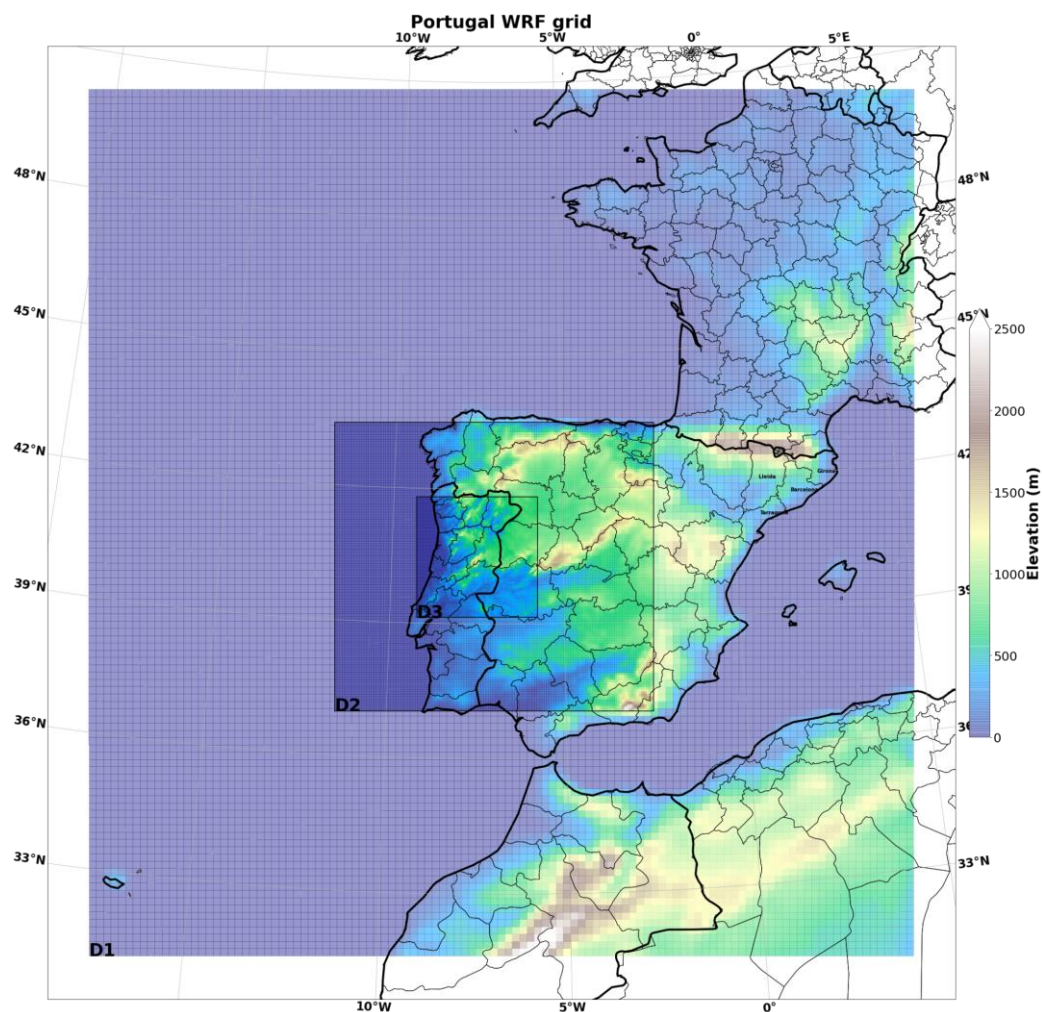 Portugal WRF grid
10°W 5°W 0° 5°E
48°N 48°N
45°N 45°N
2500
42°N 42
2000
Girona
Lleida
Barcelona
Tarragona
1500
Elevation (m)
1000
39°N 39
D3
500
D2
36°N 36
0
33°N 33°N
D1
10°W 5°W 0°